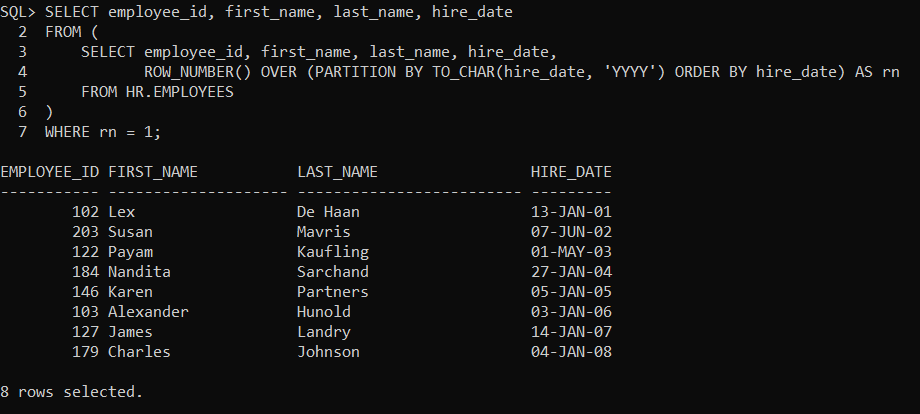 SQL> SELECT employee_id, first_name, last_name, hire_date
  2  FROM (
  3      SELECT employee_id, first_name, last_name, hire_date,
  4             ROW_NUMBER() OVER (PARTITION BY TO_CHAR(hire_date, 'YYYY') ORDER BY hire_date) AS rn
  5      FROM HR.EMPLOYEES
  6  )
  7  WHERE rn = 1;

EMPLOYEE_ID FIRST_NAME           LAST_NAME                 HIRE_DATE
----------- -------------------- ------------------------- ---------
        102 Lex                  De Haan                   13-JAN-01
        203 Susan                Mavris                    07-JUN-02
        122 Payam                Kaufling                  01-MAY-03
        184 Nandita              Sarchand                  27-JAN-04
        146 Karen                Partners                  05-JAN-05
        103 Alexander            Hunold                    03-JAN-06
        127 James                Landry                    14-JAN-07
        179 Charles              Johnson                   04-JAN-08

8 rows selected.